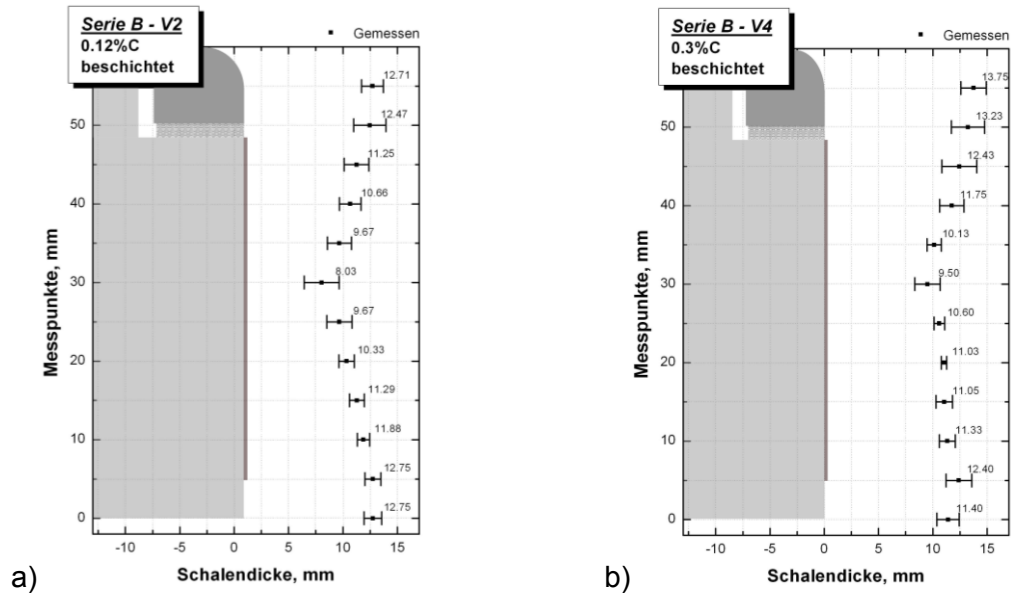 Serie B - V2
0.12%C
beschichtet
Gemessen
12.71
12.47
11.25
10.66
9.67
8.03
9.67
10.33
11.29
11.88
12.75
12.75
50
40
30
20
10
0
Messpunkte, mm
-10 -5 0 5 10 15
Schalendicke, mm
a)
Serie B - V4
0.3%C
beschichtet
Gemessen
13.75
13.23
12.43
11.75
10.13
9.50
10.60
11.03
11.05
11.33
12.40
11.40
50
40
30
20
10
0
Messpunkte, mm
-10 -5 0 5 10 15
Schalendicke, mm
b)